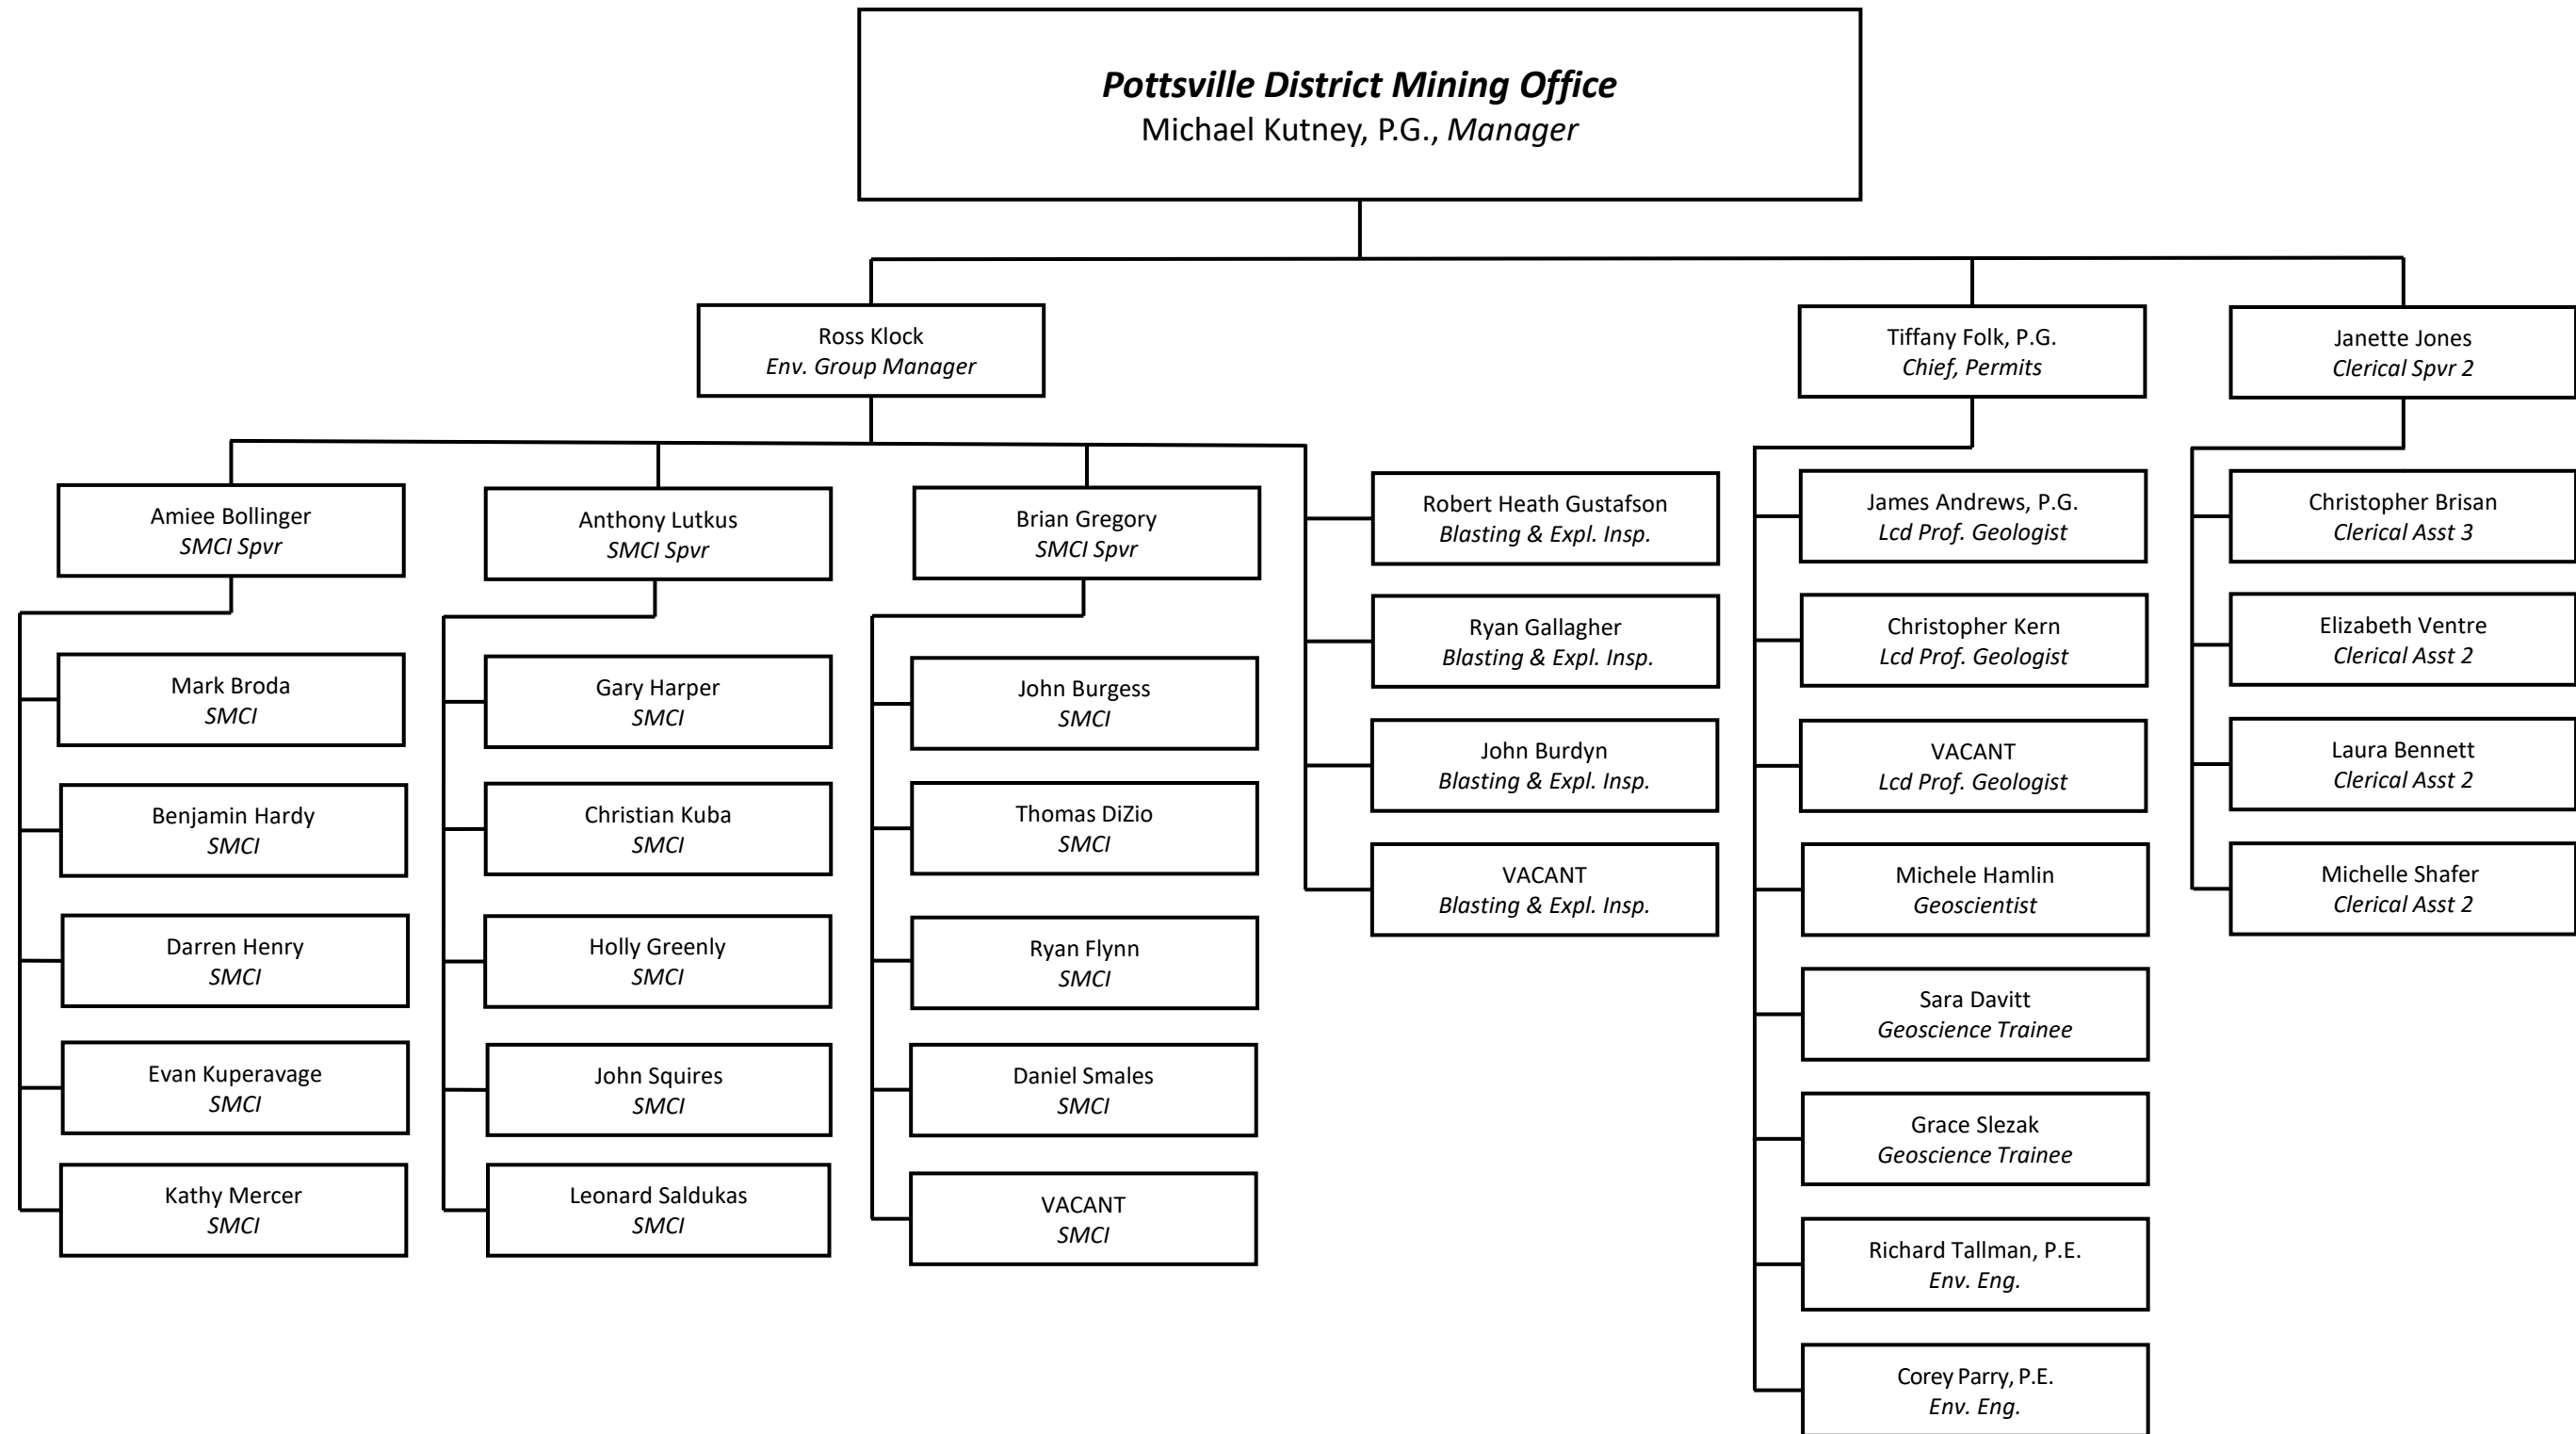 Pottsville District Mining Office
Michael Kutney, P.G., Manager
Ross Klock
Env. Group Manager
Tiffany Folk, P.G.
Chief, Permits
Janette Jones
Clerical Spvr 2
Amiee Bollinger
SMCI Spvr
Mark Broda
SMCI
Benjamin Hardy
SMCI
Darren Henry
SMCI
Evan Kuperavage
SMCI
Kathy Mercer
SMCI
Anthony Lutkus
SMCI Spvr
Gary Harper
SMCI
Christian Kuba
SMCI
Holly Greenly
SMCI
John Squires
SMCI
Leonard Saldukas
SMCI
Brian Gregory
SMCI Spvr
John Burgess
SMCI
Thomas DiZio
SMCI
Ryan Flynn
SMCI
Daniel Smales
SMCI
VACANT
SMCI
Robert Heath Gustafson
Blasting & Expl. Insp.
Ryan Gallagher
Blasting & Expl. Insp.
John Burdyn
Blasting & Expl. Insp.
VACANT
Blasting & Expl. Insp.
James Andrews, P.G.
Lcd Prof. Geologist
Christopher Kern
Lcd Prof. Geologist
VACANT
Lcd Prof. Geologist
Michele Hamlin
Geoscientist
Sara Davitt
Geoscience Trainee
Grace Slezak
Geoscience Trainee
Richard Tallman, P.E.
Env. Eng.
Corey Parry, P.E.
Env. Eng.
Christopher Brisan
Clerical Asst 3
Elizabeth Ventre
Clerical Asst 2
Laura Bennett
Clerical Asst 2
Michelle Shafer
Clerical Asst 2